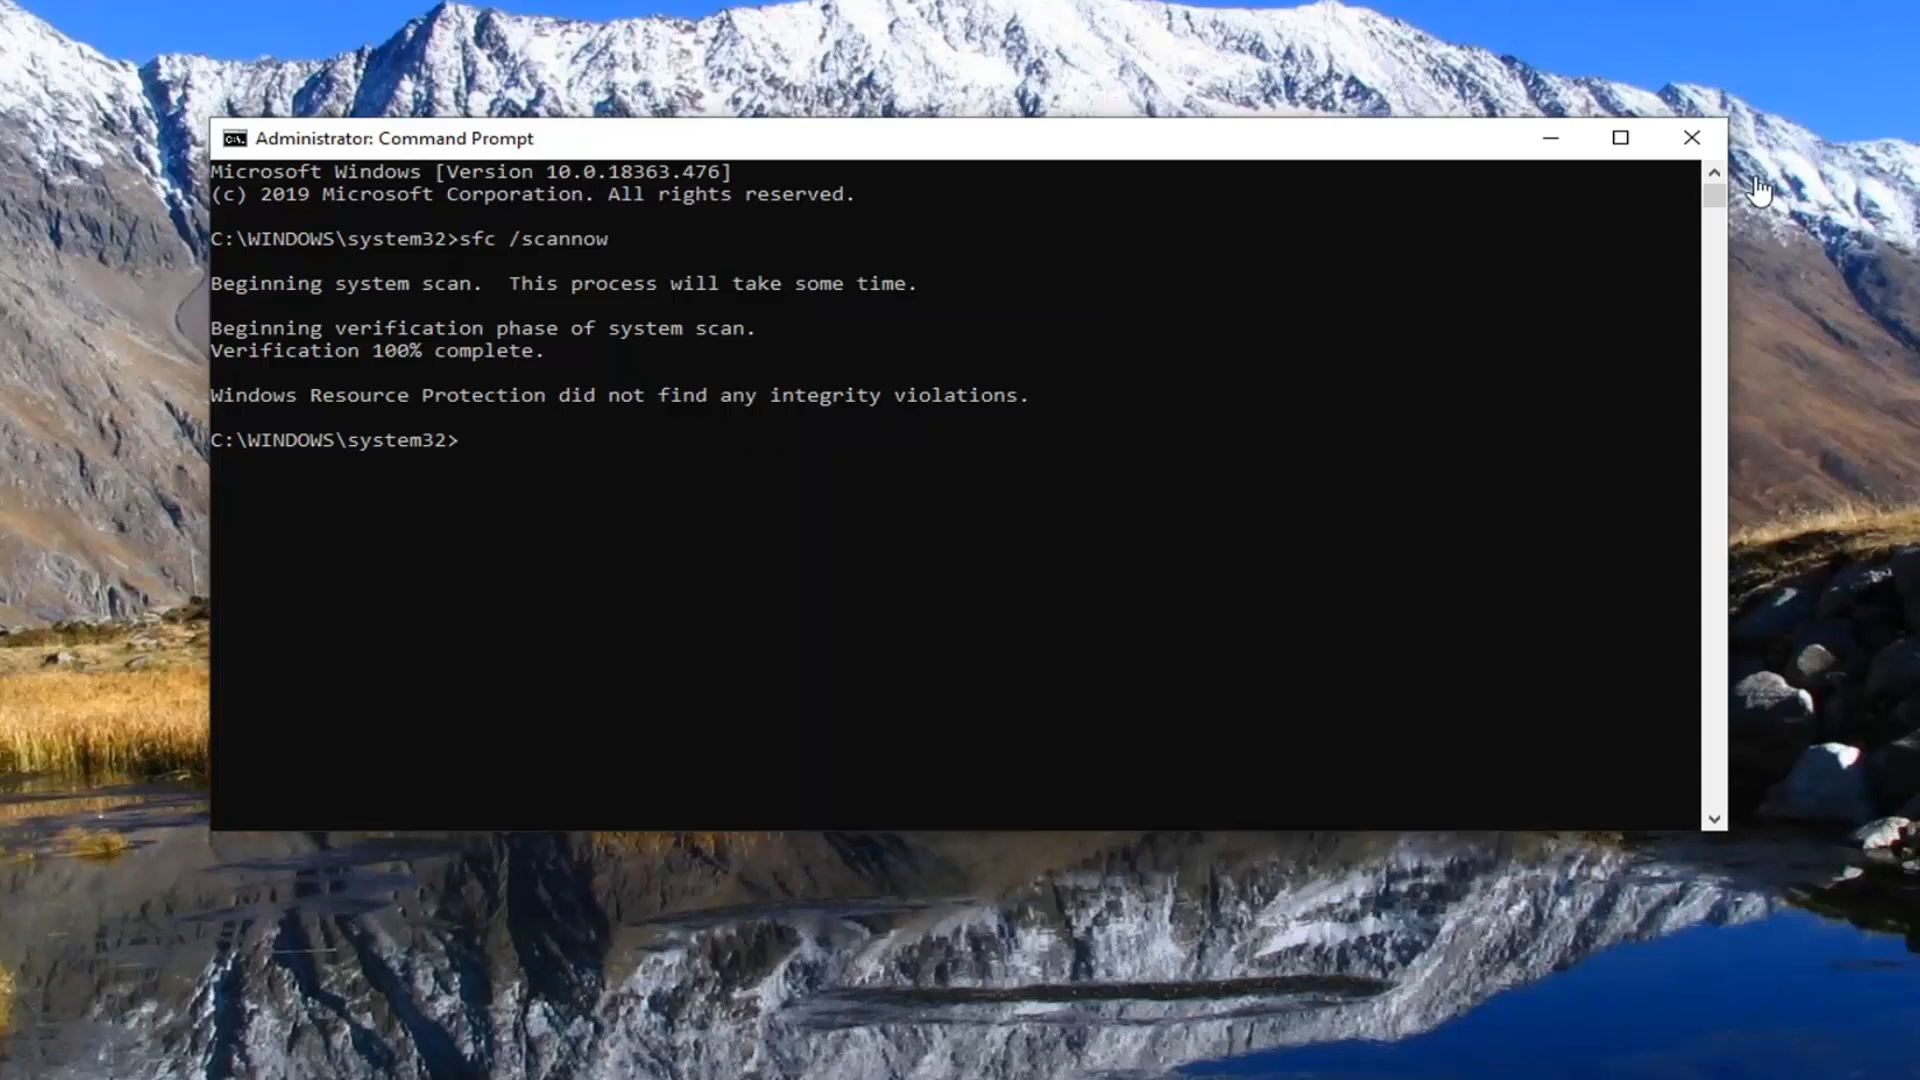 Administrator: Command Prompt
Microsoft Windows [Version 10.0.18363.476]
(c) 2019 Microsoft Corporation. All rights reserved.
C:\WINDOWS\system32>sfc /scannow
Beginning system scan.  This process will take some time.
Beginning verification phase of system scan.
Verification 100% complete.
Windows Resource Protection did not find any integrity violations.
C:\WINDOWS\system32>